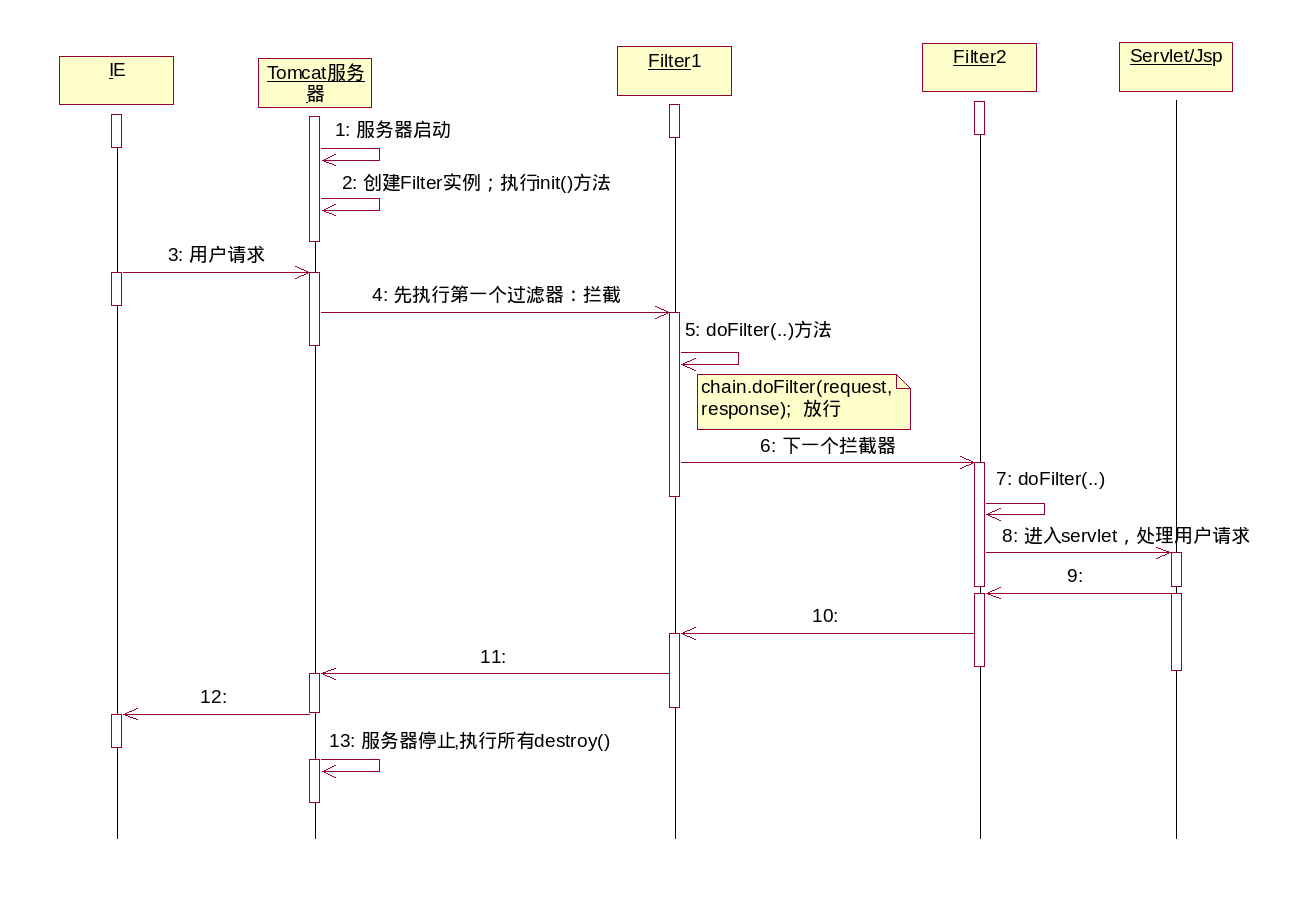 IE
Tomcat服务
器
Filter1
Filter2
Servlet/Jsp
1: 服务器启动
2: 创建Filter实例；执行init()方法
3: 用户请求
4: 先执行第一个过滤器：拦截
5: doFilter(..)方法
chain.doFilter(request,
response);  放行
6: 下一个拦截器
7: doFilter(..)
8: 进入servlet，处理用户请求
9:
10:
11:
12:
13: 服务器停止,执行所有destroy()